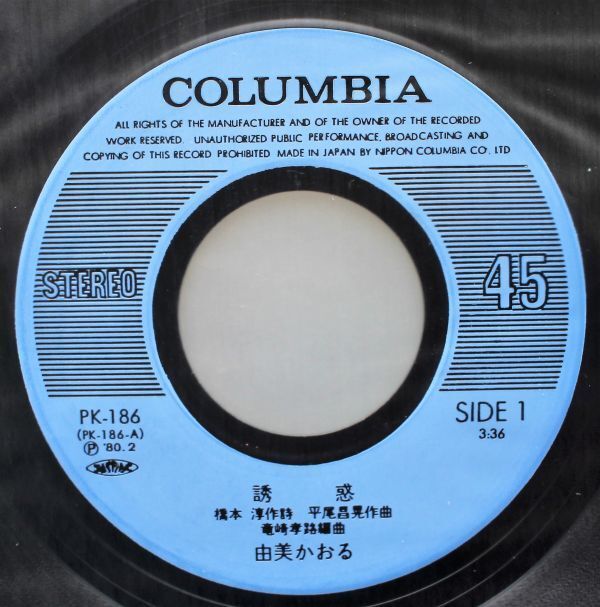 COLUMBIA
ALL RIGHTS OF THE MANUFACTURER AND OF THE OWNER OF THE RECORDED
WORK RESERVED. UNAUTHORIZED PUBLIC PERFORMANCE, BROADCASTING AND
COPYING OF THIS RECORD PROHIBITED MADE IN JAPAN BY NIPPON COLUMBIA CO. LTD
STEREO
45
PK-186
(PK-186-A)
Ⓟ '80.2
JASRAC
SIDE 1
3:36
誘 惑
橋本 淳作詩 平尾昌晃作曲
竜崎孝路編曲
由美かおる